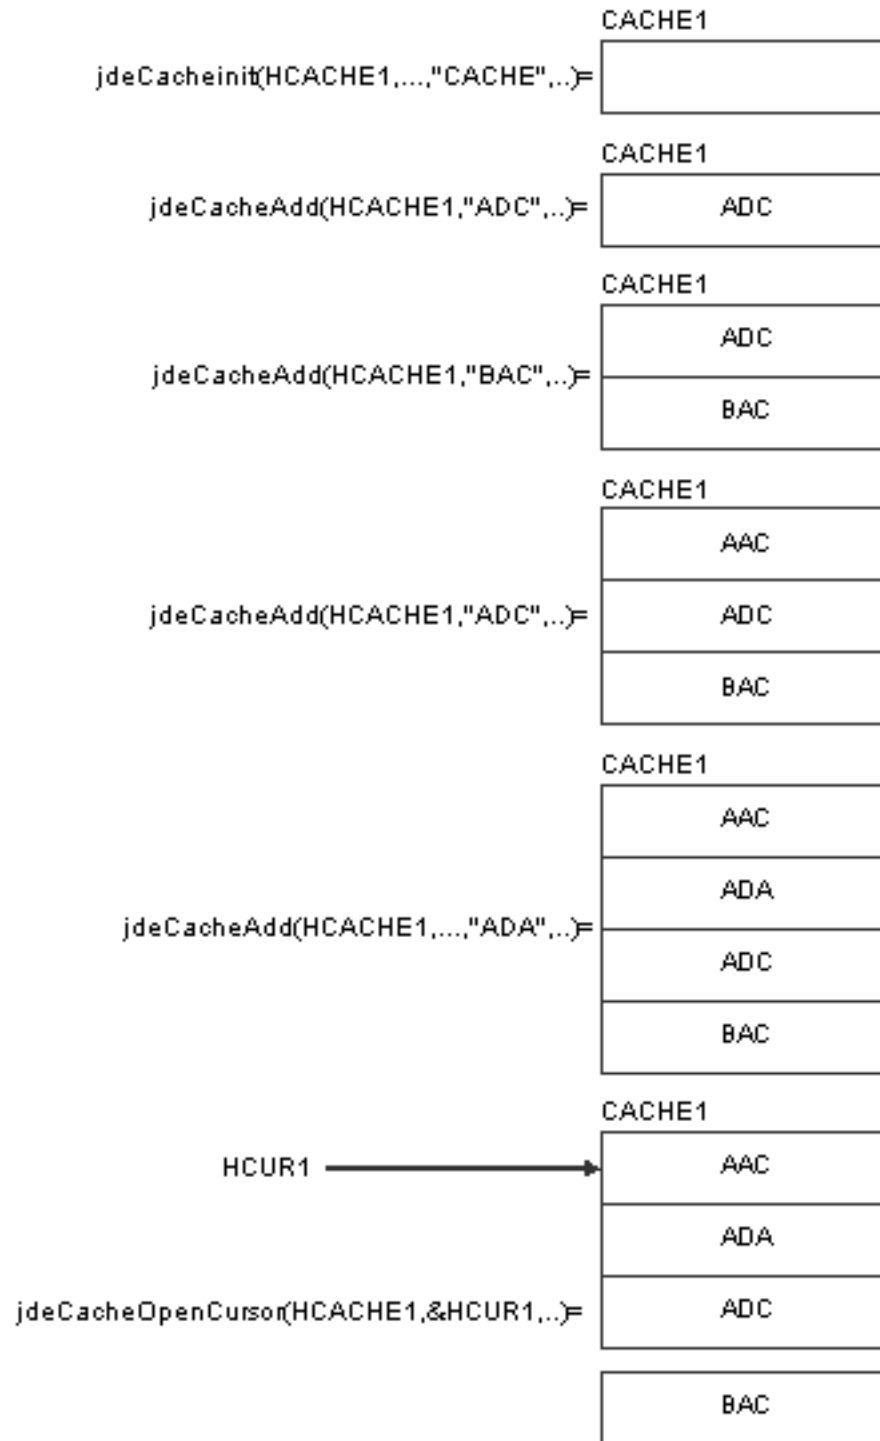 CACHE1
jdeCacheinit(HCACHE1,...,"CACHE",..)=
CACHE1
jdeCacheAdd(HCACHE1,"ADC",..)=
ADC
CACHE1
ADC
jdeCacheAdd(HCACHE1,"BAC",..)=
BAC
CACHE1
AAC
jdeCacheAdd(HCACHE1,"ADC",..)=
ADC
BAC
CACHE1
AAC
ADA
jdeCacheAdd(HCACHE1,...,"ADA",..)=
ADC
BAC
CACHE1
HCUR1
AAC
ADA
jdeCacheOpenCursor(HCACHE1,&HCUR1,..)=
ADC
BAC